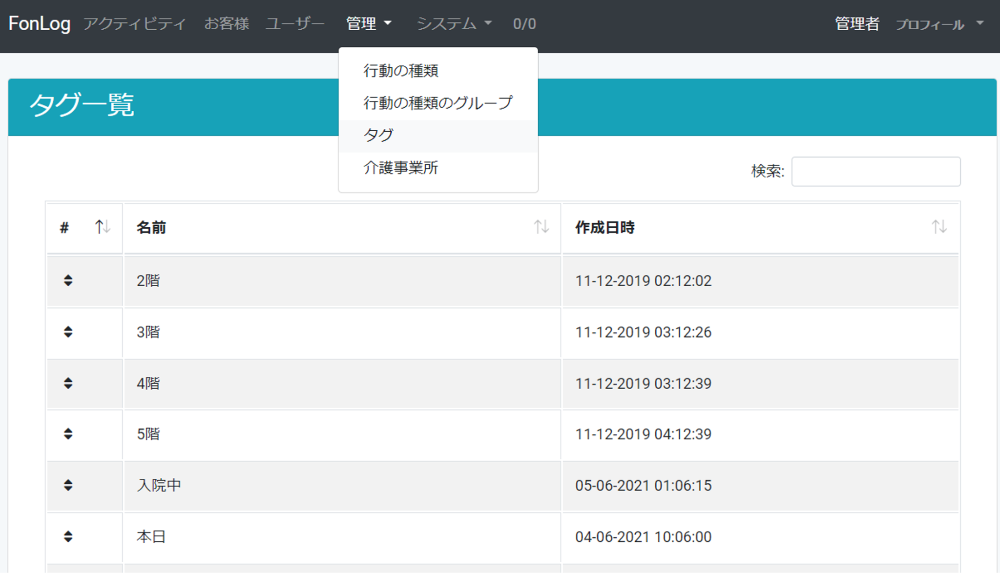 FonLog アクティビティ お客様 ユーザー 管理 システム 0/0 管理者 プロフィール
行動の種類
行動の種類のグループ
タグ
介護事業所
タグ一覧
検索:
# 名前 作成日時
2階 11-12-2019 02:12:02
3階 11-12-2019 03:12:26
4階 11-12-2019 03:12:39
5階 11-12-2019 04:12:39
入院中 05-06-2021 01:06:15
本日 04-06-2021 10:06:00